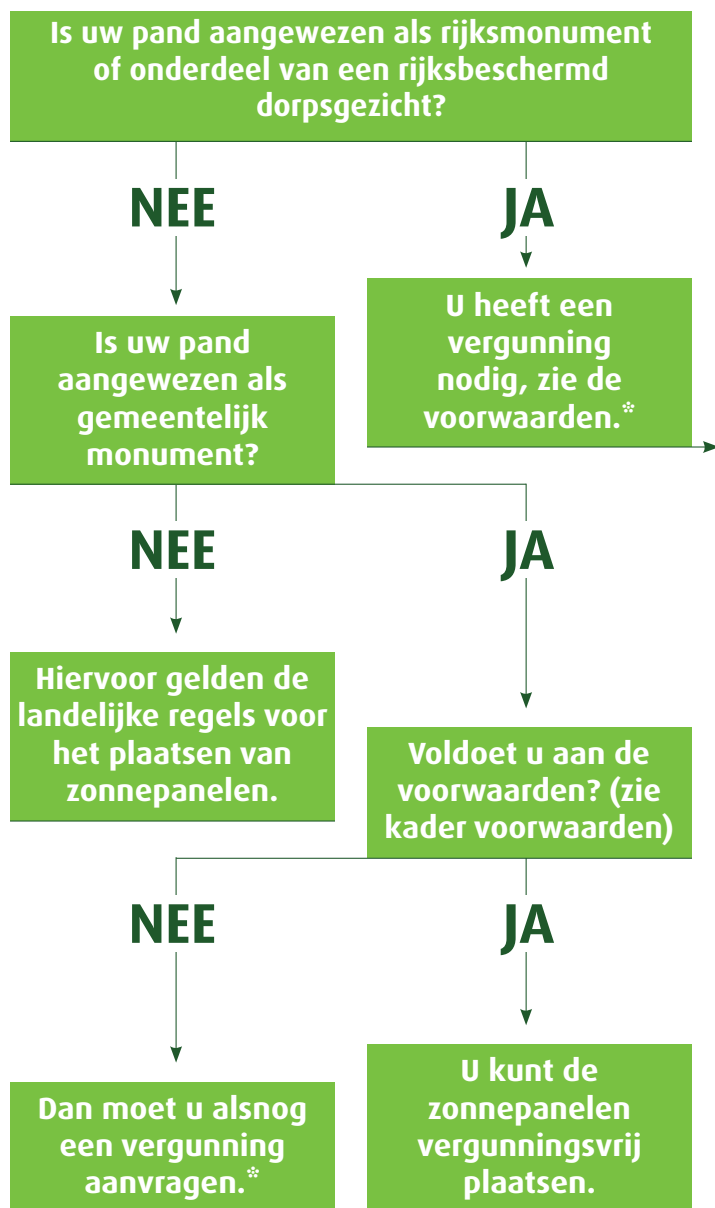 Is uw pand aangewezen als rijksmonument
of onderdeel van een rijksbeschermd
dorpsgezicht?
NEE
JA
U heeft een
vergunning
nodig, zie de
voorwaarden.*
Is uw pand
aangewezen als
gemeentelijk
monument?
NEE
JA
Hiervoor gelden de
landelijke regels voor
het plaatsen van
zonnepanelen.
Voldoet u aan de
voorwaarden? (zie
kader voorwaarden)
NEE
JA
Dan moet u alsnog
een vergunning
aanvragen.*
U kunt de
zonnepanelen
vergunningsvrij
plaatsen.